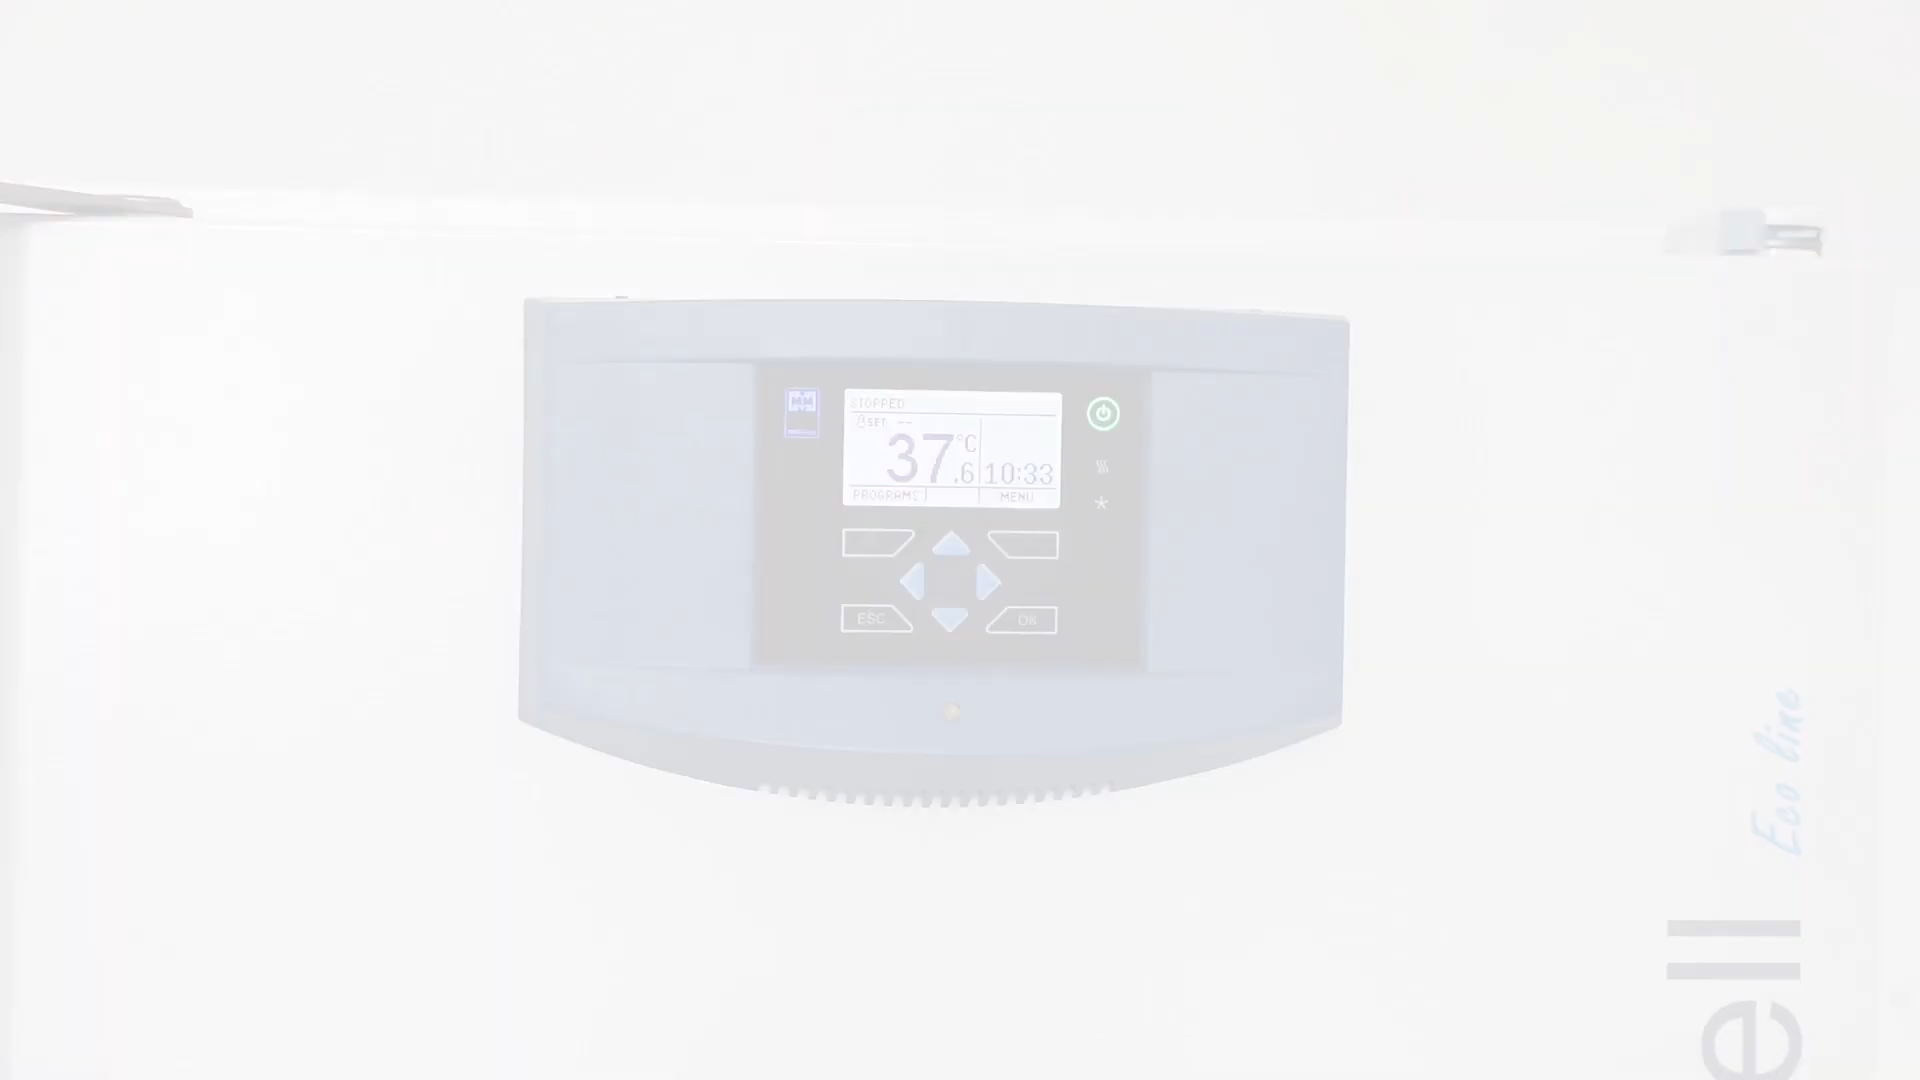 STOPPED
SET --
37.6 °C
10:33
PROGRAMS MENU
ESC OK
Eco line
ell